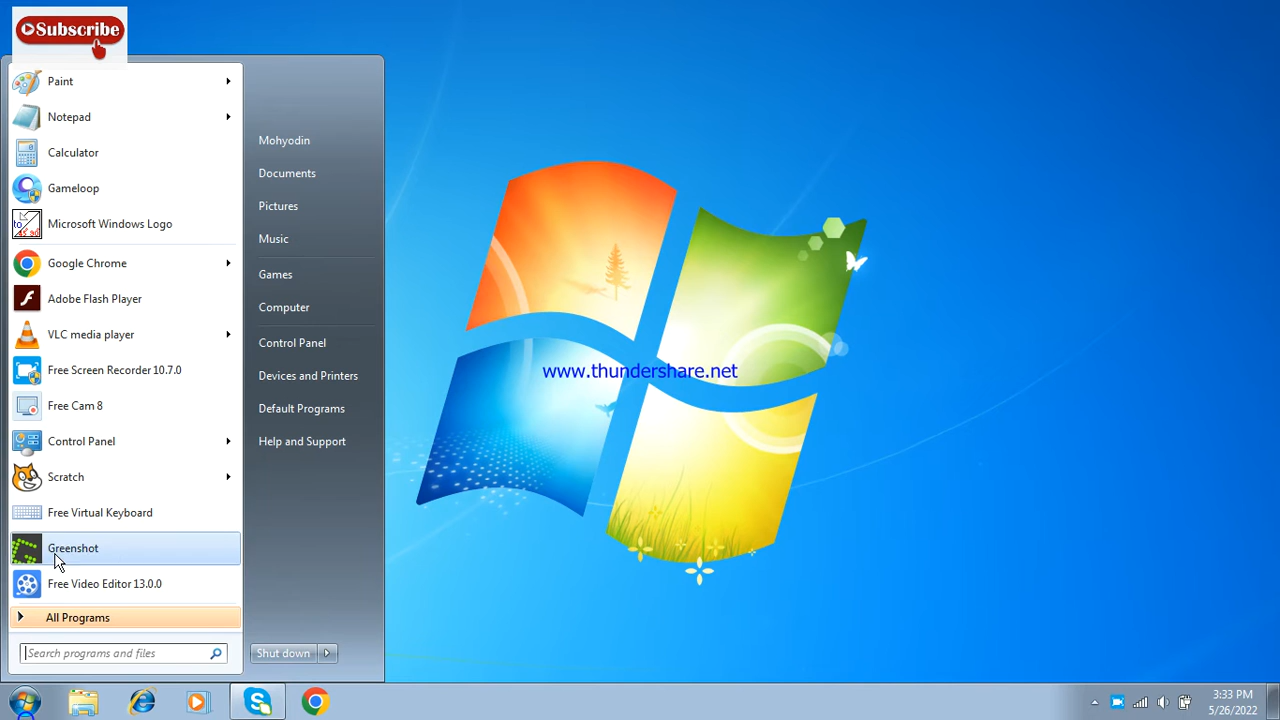 Subscribe
Paint
Notepad
Calculator
Gameloop
Microsoft Windows Logo
Google Chrome
Adobe Flash Player
VLC media player
Free Screen Recorder 10.7.0
Free Cam 8
Control Panel
Scratch
Free Virtual Keyboard
Greenshot
Free Video Editor 13.0.0
All Programs
Search programs and files
Mohyodin
Documents
Pictures
Music
Games
Computer
Control Panel
Devices and Printers
Default Programs
Help and Support
Shut down
www.thundershare.net
3:33 PM
5/26/2022